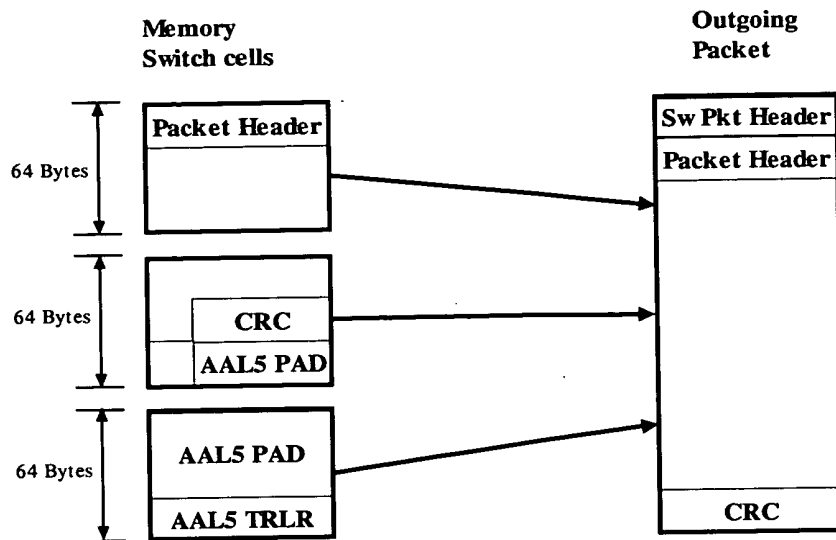 Memory
Switch cells
Outgoing
Packet
64 Bytes
Packet Header
64 Bytes
CRC
AAL5 PAD
64 Bytes
AAL5 PAD
AAL5 TRLR
Sw Pkt Header
Packet Header
CRC